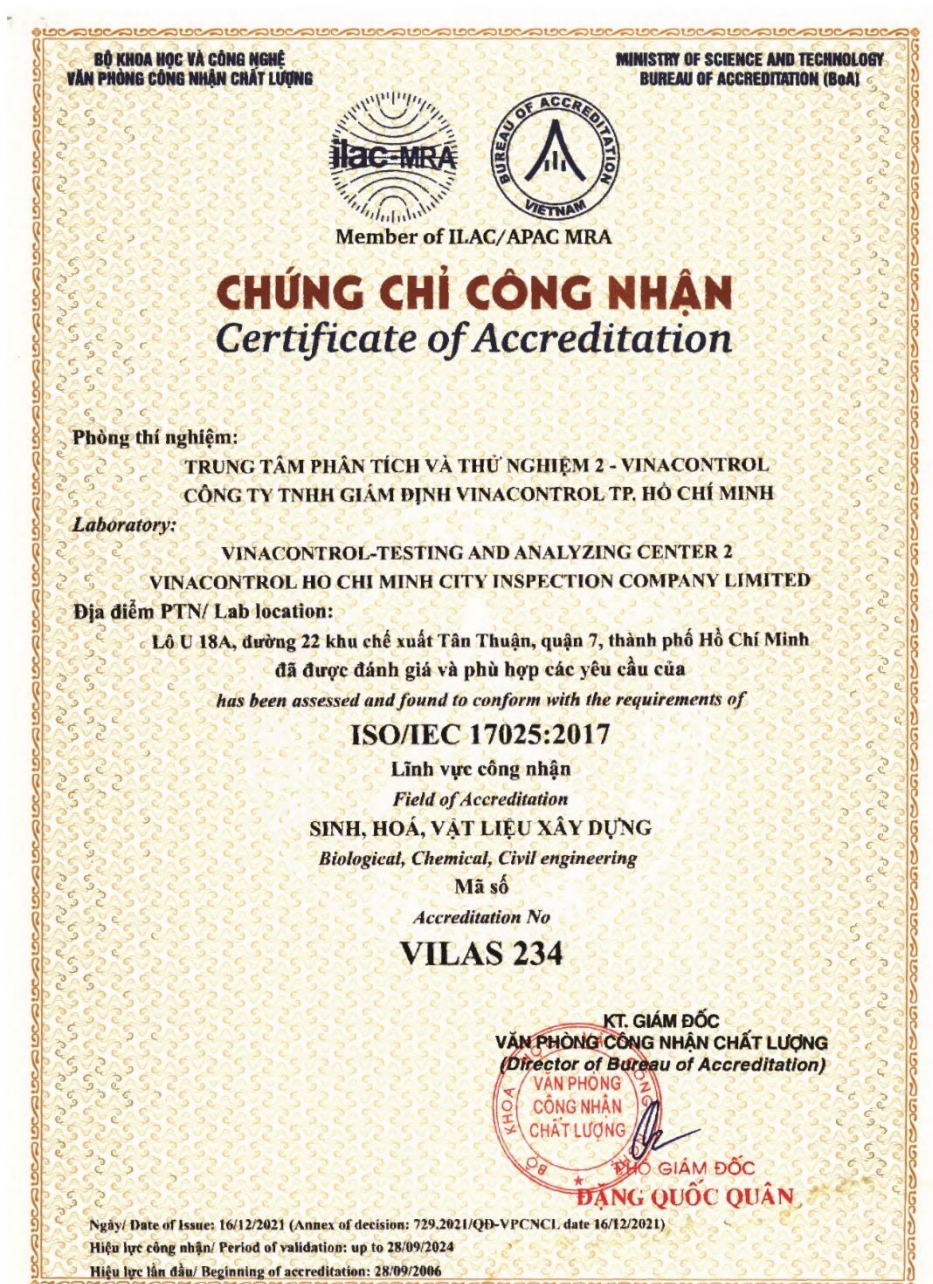 BỘ KHOA HỌC VÀ CÔNG NGHỆ
VĂN PHÒNG CÔNG NHẬN CHẤT LƯỢNG
MINISTRY OF SCIENCE AND TECHNOLOGY
BUREAU OF ACCREDITATION (BoA)
ilac-MRA
BUREAU OF ACCREDITATION
VIETNAM
Member of ILAC/APAC MRA
CHỨNG CHỈ CÔNG NHẬN
Certificate of Accreditation
Phòng thí nghiệm:
TRUNG TÂM PHÂN TÍCH VÀ THỬ NGHIỆM 2 - VINACONTROL
CÔNG TY TNHH GIÁM ĐỊNH VINACONTROL TP. HỒ CHÍ MINH
Laboratory:
VINACONTROL-TESTING AND ANALYZING CENTER 2
VINACONTROL HO CHI MINH CITY INSPECTION COMPANY LIMITED
Địa điểm PTN/ Lab location:
Lô U 18A, đường 22 khu chế xuất Tân Thuận, quận 7, thành phố Hồ Chí Minh
đã được đánh giá và phù hợp các yêu cầu của
has been assessed and found to conform with the requirements of
ISO/IEC 17025:2017
Lĩnh vực công nhận
Field of Accreditation
SINH, HOÁ, VẬT LIỆU XÂY DỰNG
Biological, Chemical, Civil engineering
Mã số
Accreditation No
VILAS 234
KT. GIÁM ĐỐC
VĂN PHÒNG CÔNG NHẬN CHẤT LƯỢNG
(Director of Bureau of Accreditation)
BỘ KHOA HỌC VÀ CÔNG NGHỆ
VĂN PHÒNG
CÔNG NHẬN
CHẤT LƯỢNG
PHÓ GIÁM ĐỐC
ĐẶNG QUỐC QUÂN
Ngày/ Date of Issue: 16/12/2021 (Annex of decision: 729.2021/QĐ-VPCNCL date 16/12/2021)
Hiệu lực công nhận/ Period of validation: up to 28/09/2024
Hiệu lực lần đầu/ Beginning of accreditation: 28/09/2006